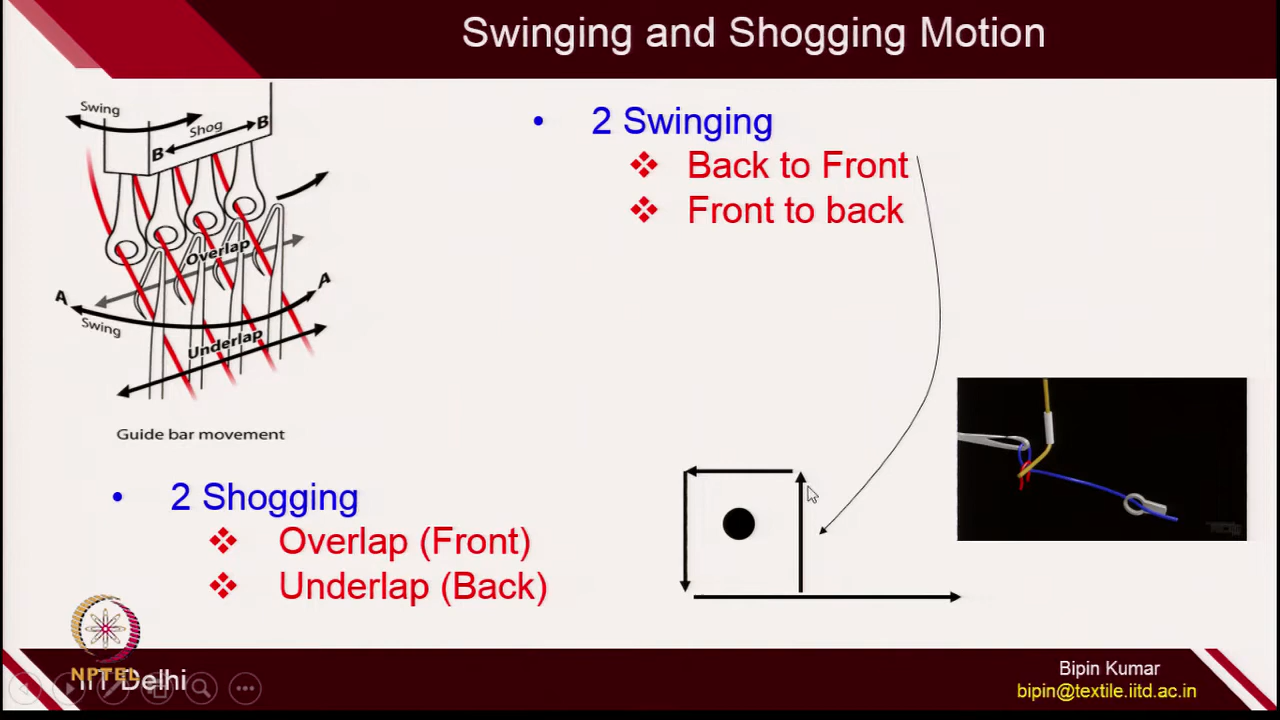 Swinging and Shogging Motion
Swing
Shog
B
B
Overlap
A
A
Swing
Underlap
Guide bar movement
• 2 Swinging
❖ Back to Front
❖ Front to back
• 2 Shogging
❖ Overlap (Front)
❖ Underlap (Back)
NPTEL
IIT Delhi
Bipin Kumar
bipin@textile.iitd.ac.in